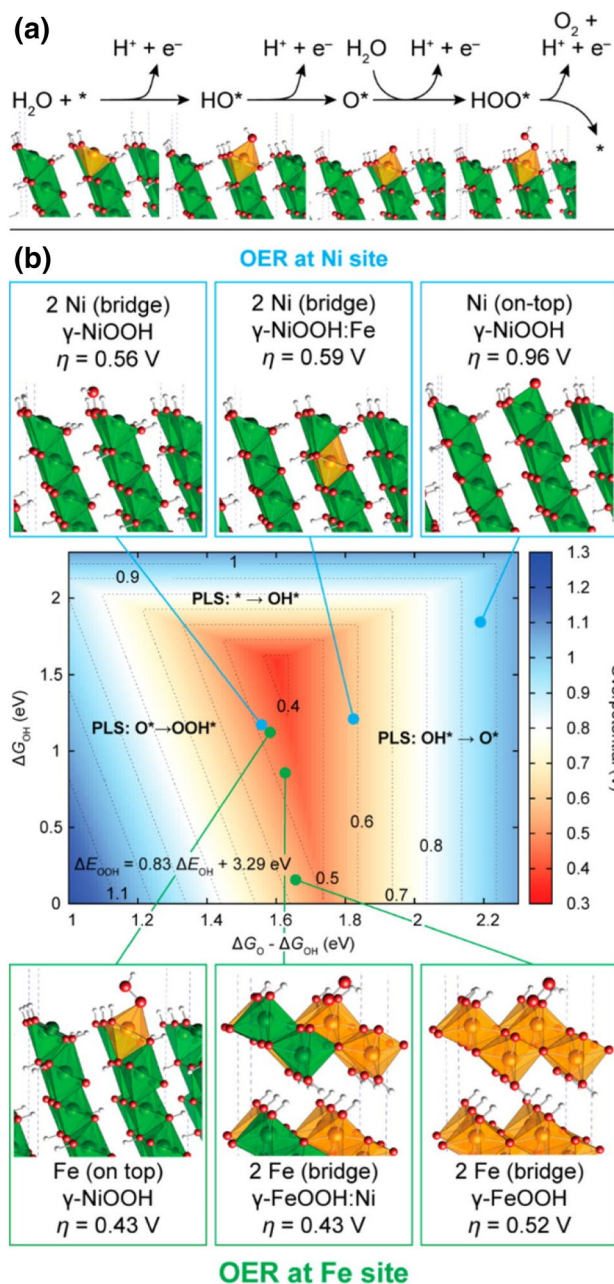 (a)
H⁺ + e⁻
H⁺ + e⁻
H₂O
H⁺ + e⁻
O₂ +
H⁺ + e⁻
H₂O + *
HO*
O*
HOO*
*
(b)
OER at Ni site
2 Ni (bridge)
γ-NiOOH
η = 0.56 V
2 Ni (bridge)
γ-NiOOH:Fe
η = 0.59 V
Ni (on-top)
γ-NiOOH
η = 0.96 V
ΔG_OH (eV)
2
1.5
1
0.5
0
0.9
1
PLS: * → OH*
0.4
PLS: O*→OOH*
PLS: OH* → O*
0.6
0.8
ΔE_OOH = 0.83 ΔE_OH + 3.29 eV
0.5
1.1
0.7
1
1.2
1.4
1.6
1.8
2
2.2
ΔG_O - ΔG_OH (eV)
1.3
1.2
1.1
1
0.9
0.8
0.7
0.6
0.5
0.4
0.3
Fe (on top)
γ-NiOOH
η = 0.43 V
2 Fe (bridge)
γ-FeOOH:Ni
η = 0.43 V
2 Fe (bridge)
γ-FeOOH
η = 0.52 V
OER at Fe site